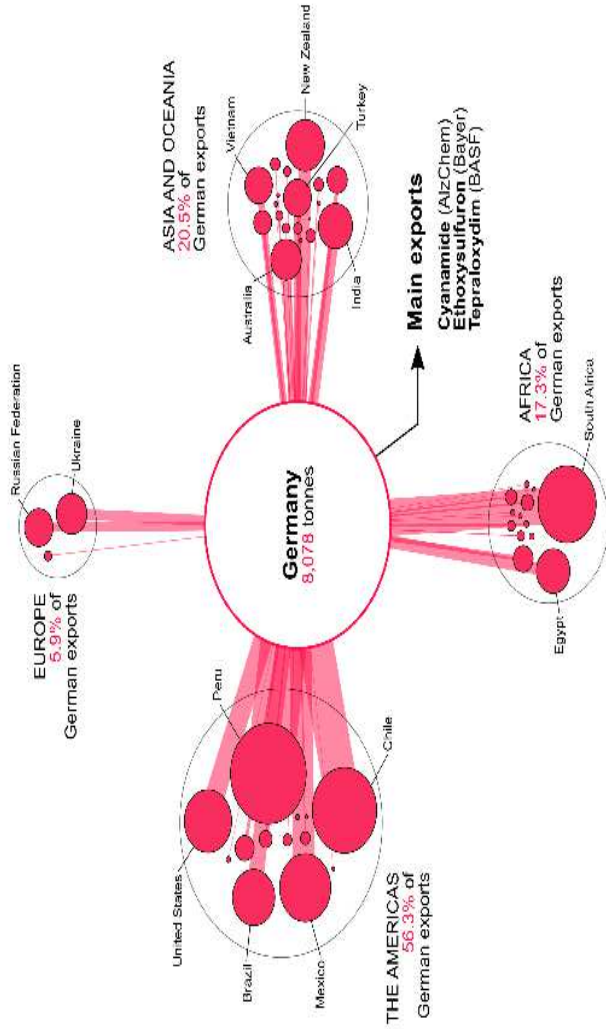 EUROPE
5.9% of
German exports
Russian Federation
Ukraine
ASIA AND OCEANIA
20.5% of
German exports
Vietnam
New Zealand
Turkey
Australia
India
Germany
8,078 tonnes
Main exports
Cyanamide (AlzChem)
Ethoxysulfuron (Bayer)
Tepraloxydim (BASF)
United States
Peru
Brazil
Mexico
Chile
THE AMERICAS
56.3% of
German exports
AFRICA
17.3% of
German exports
Egypt
South Africa